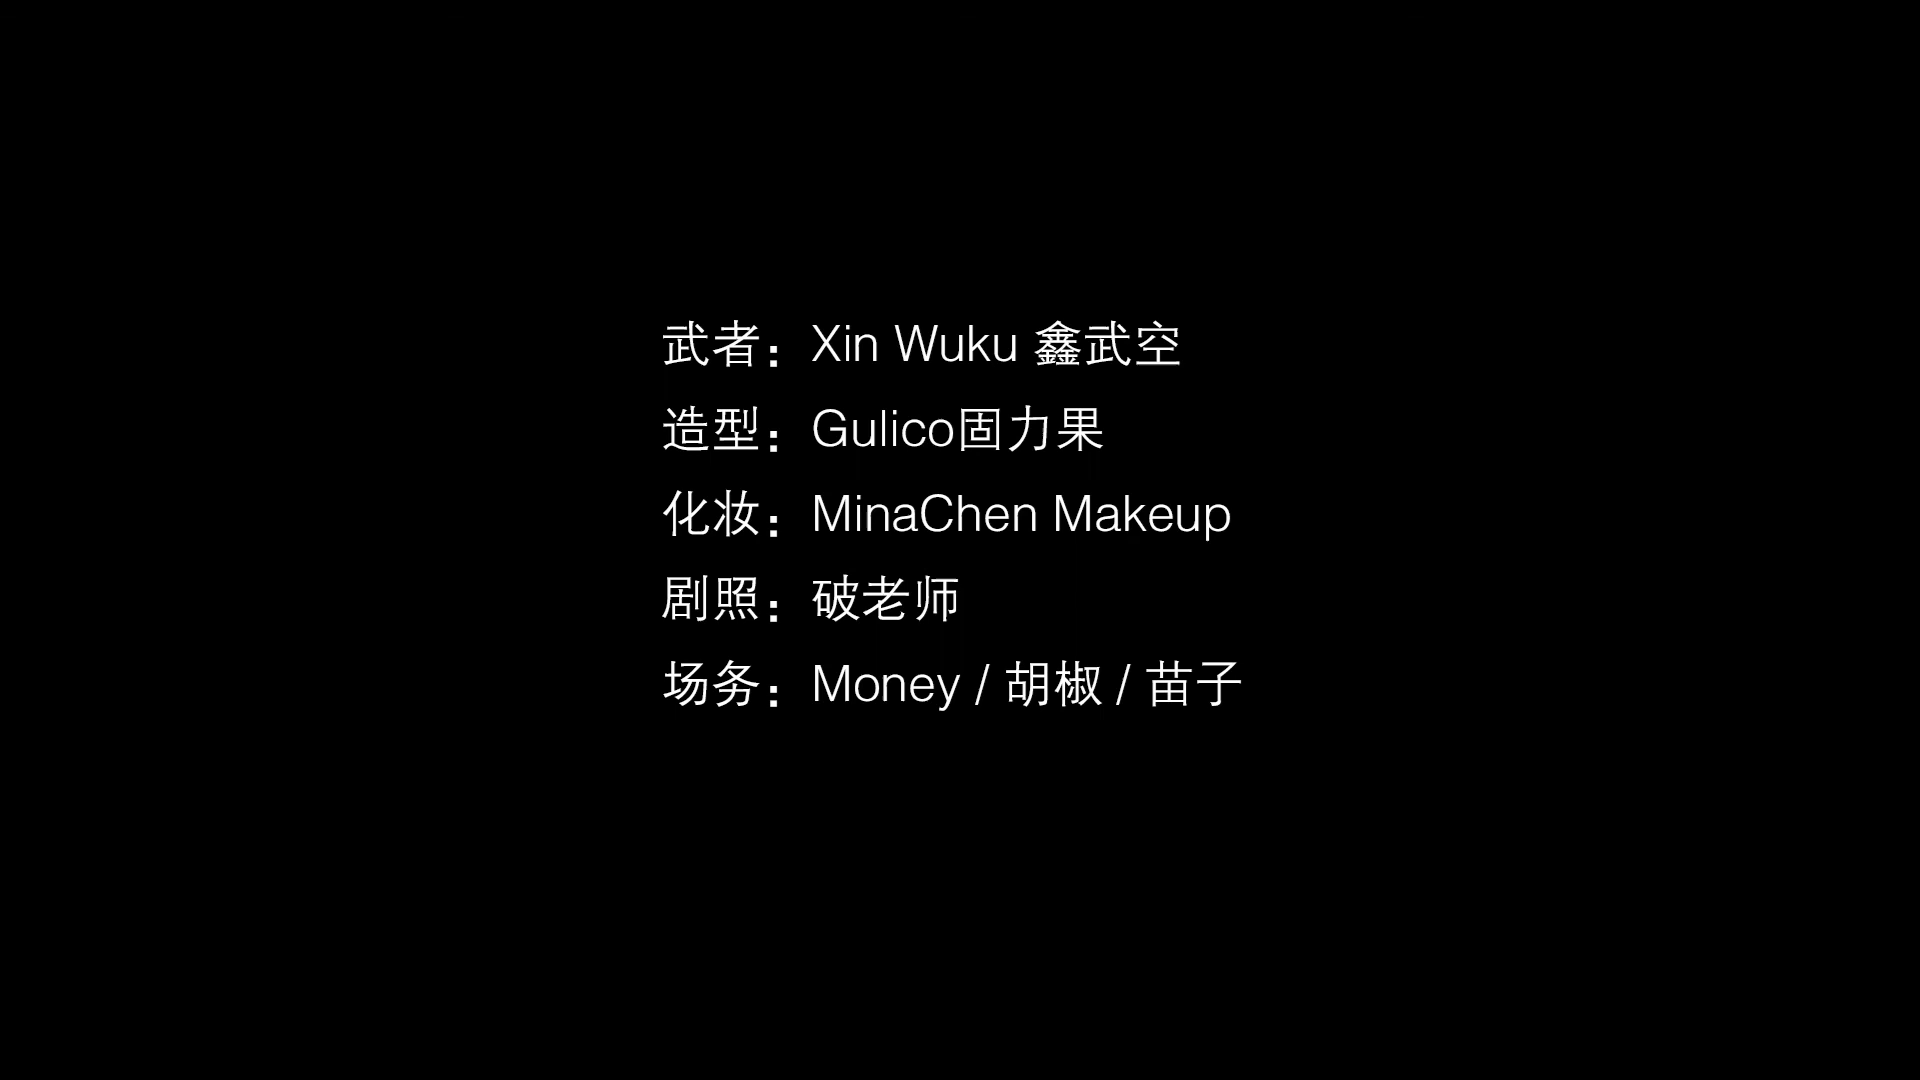 武者：Xin Wuku 鑫武空
造型：Gulico固力果
化妆：MinaChen Makeup
剧照：破老师
场务：Money / 胡椒 / 苗子